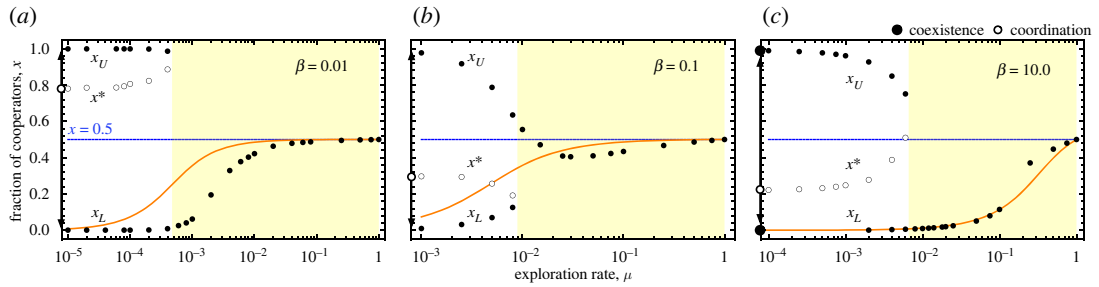 (a) (b) (c)
● coexistence ○ coordination
1.0
0.8
0.6
0.4
0.2
0.0
fraction of cooperators, x
x_U
x*
x = 0.5
x_L
β = 0.01
10⁻⁵ 10⁻⁴ 10⁻³ 10⁻² 10⁻¹ 1
x_U
x*
x_L
β = 0.1
10⁻³ 10⁻² 10⁻¹ 1
x_U
x*
x_L
β = 10.0
10⁻⁴ 10⁻³ 10⁻² 10⁻¹ 1
exploration rate, μ